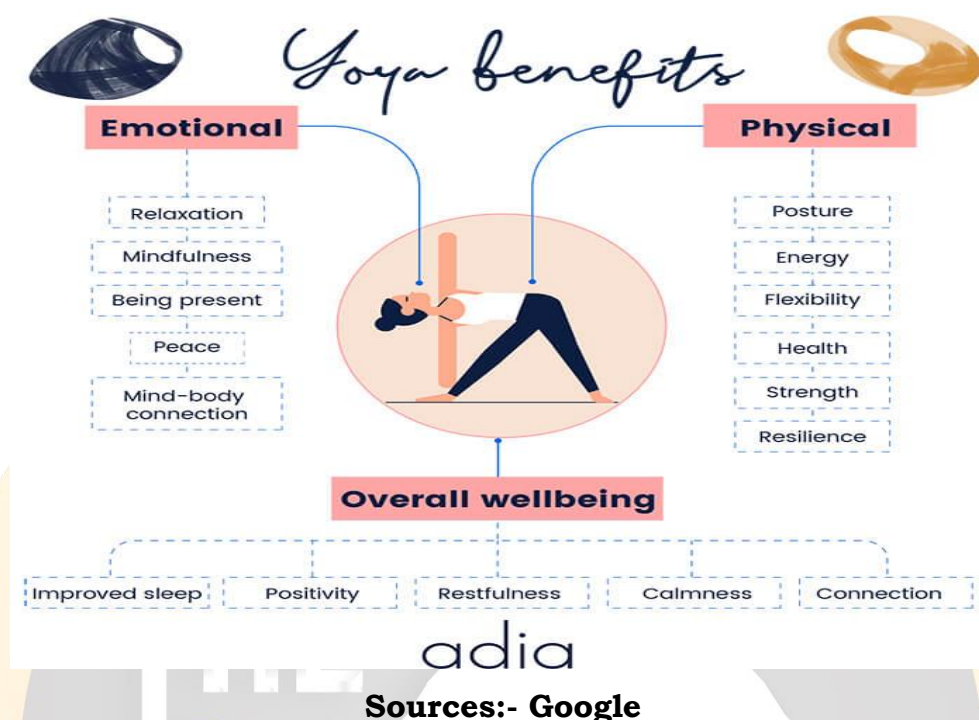 Yoga benefits
Emotional
Relaxation
Mindfulness
Being present
Peace
Mind-body
connection
Physical
Posture
Energy
Flexibility
Health
Strength
Resilience
Overall wellbeing
Improved sleep
Positivity
Restfulness
Calmness
Connection
adia
Sources:- Google